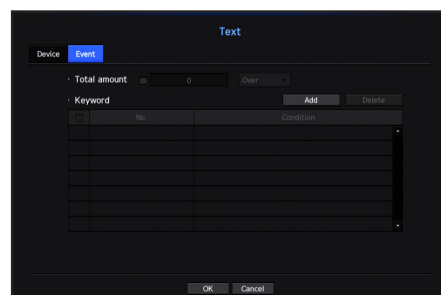 Text
Device Event
Total amount 0 Over
Keyword Add Delete
No. Condition
OK Cancel